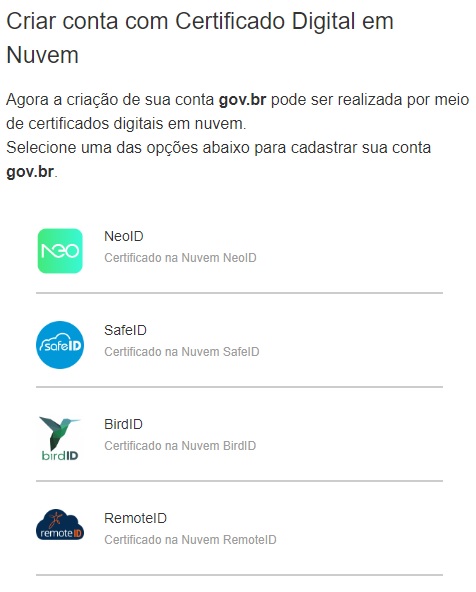 Criar conta com Certificado Digital em
Nuvem
Agora a criação de sua conta gov.br pode ser realizada por meio
de certificados digitais em nuvem.
Selecione uma das opções abaixo para cadastrar sua conta
gov.br.
neo
NeoID
Certificado na Nuvem NeoID
safeID
SafeID
Certificado na Nuvem SafeID
birdID
BirdID
Certificado na Nuvem BirdID
remoteID
RemoteID
Certificado na Nuvem RemoteID